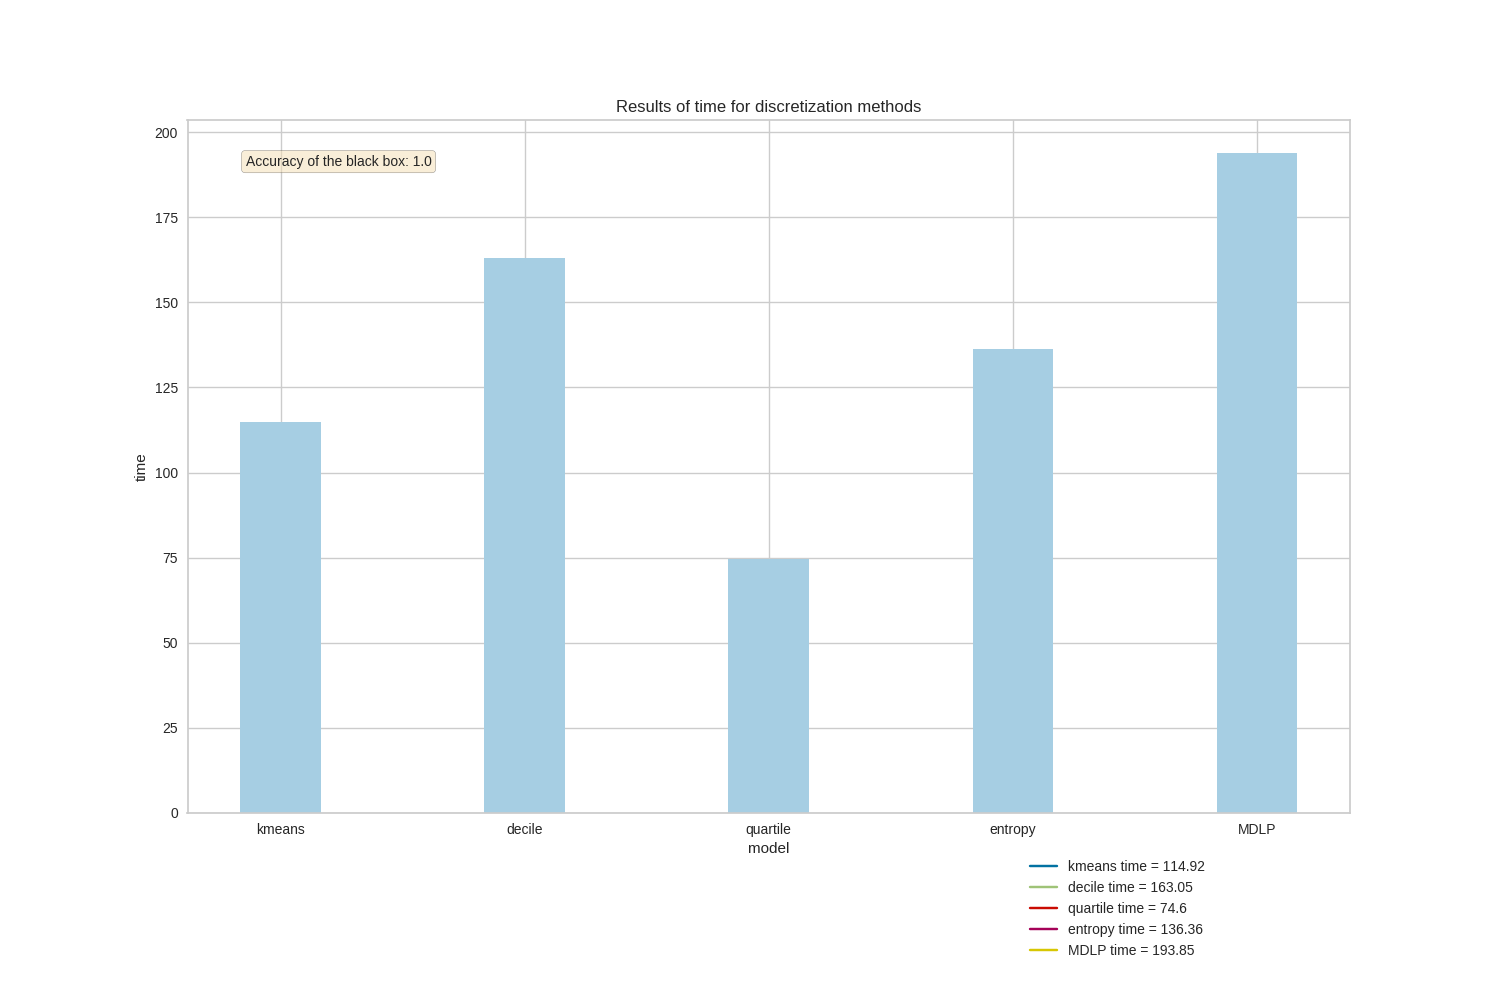 Results of time for discretization methods
200
Accuracy of the black box: 1.0
175
150
125
time
100
75
50
25
0
kmeans decile quartile entropy MDLP
model
kmeans time = 114.92
decile time = 163.05
quartile time = 74.6
entropy time = 136.36
MDLP time = 193.85